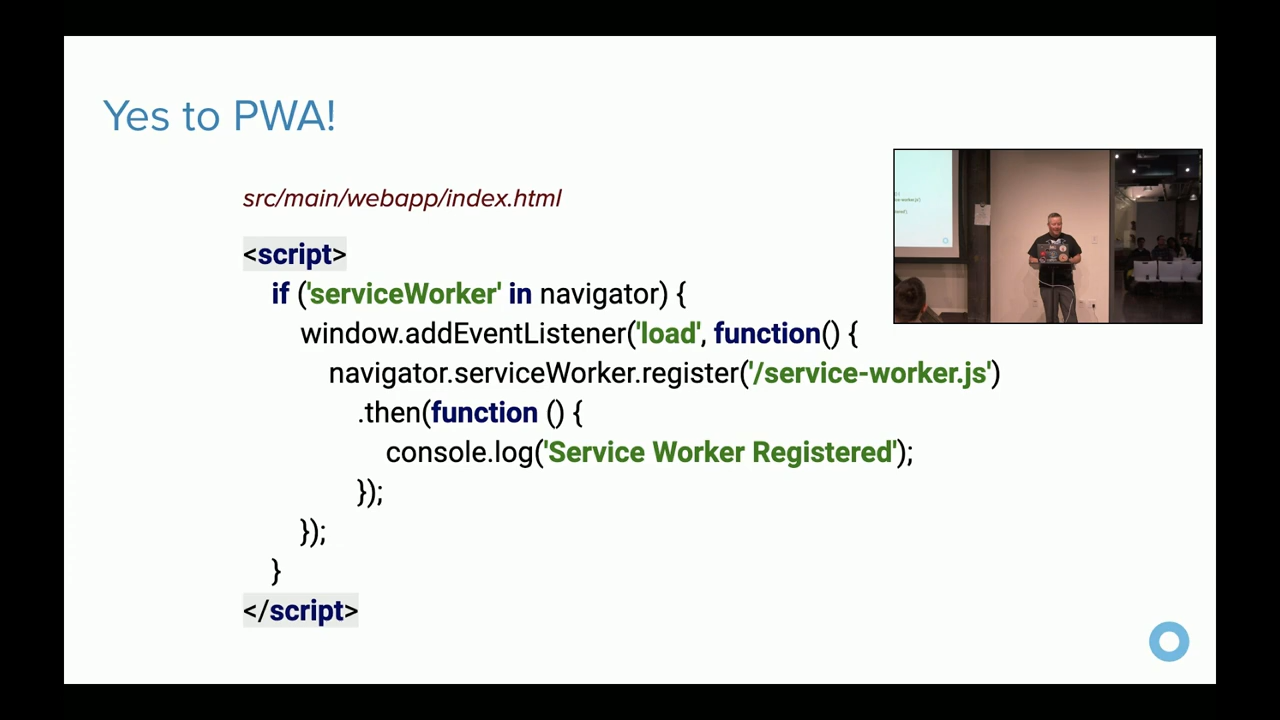 Yes to PWA!
src/main/webapp/index.html
<script>
if ('serviceWorker' in navigator) {
window.addEventListener('load', function() {
navigator.serviceWorker.register('/service-worker.js')
.then(function () {
console.log('Service Worker Registered');
});
});
}
</script>